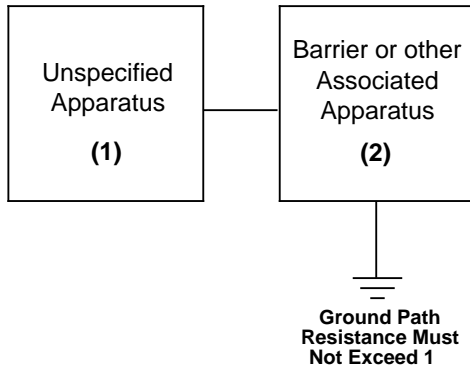 Unspecified
Apparatus
(1)
Barrier or other
Associated
Apparatus
(2)
Ground Path
Resistance Must
Not Exceed 1